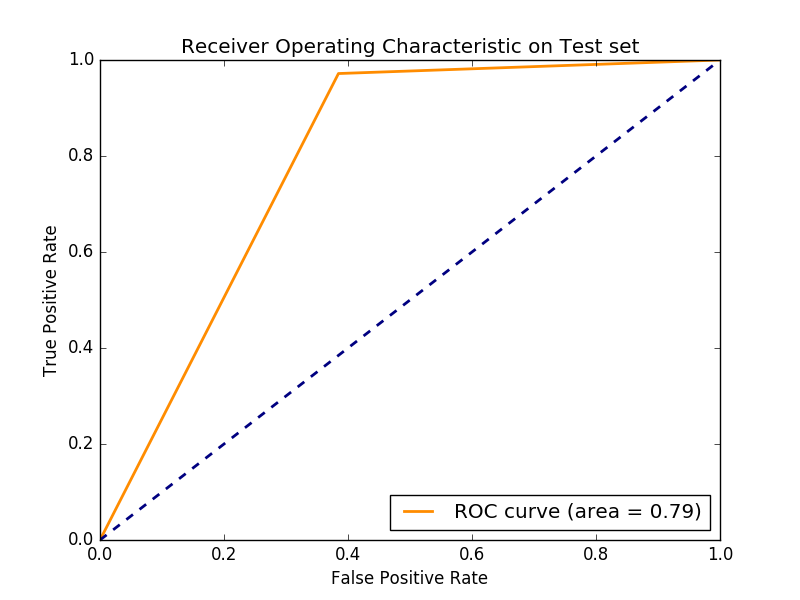 Receiver Operating Characteristic on Test set
1.0
0.8
0.6
0.4
0.2
0.0
True Positive Rate
ROC curve (area = 0.79)
0.0 0.2 0.4 0.6 0.8 1.0
False Positive Rate